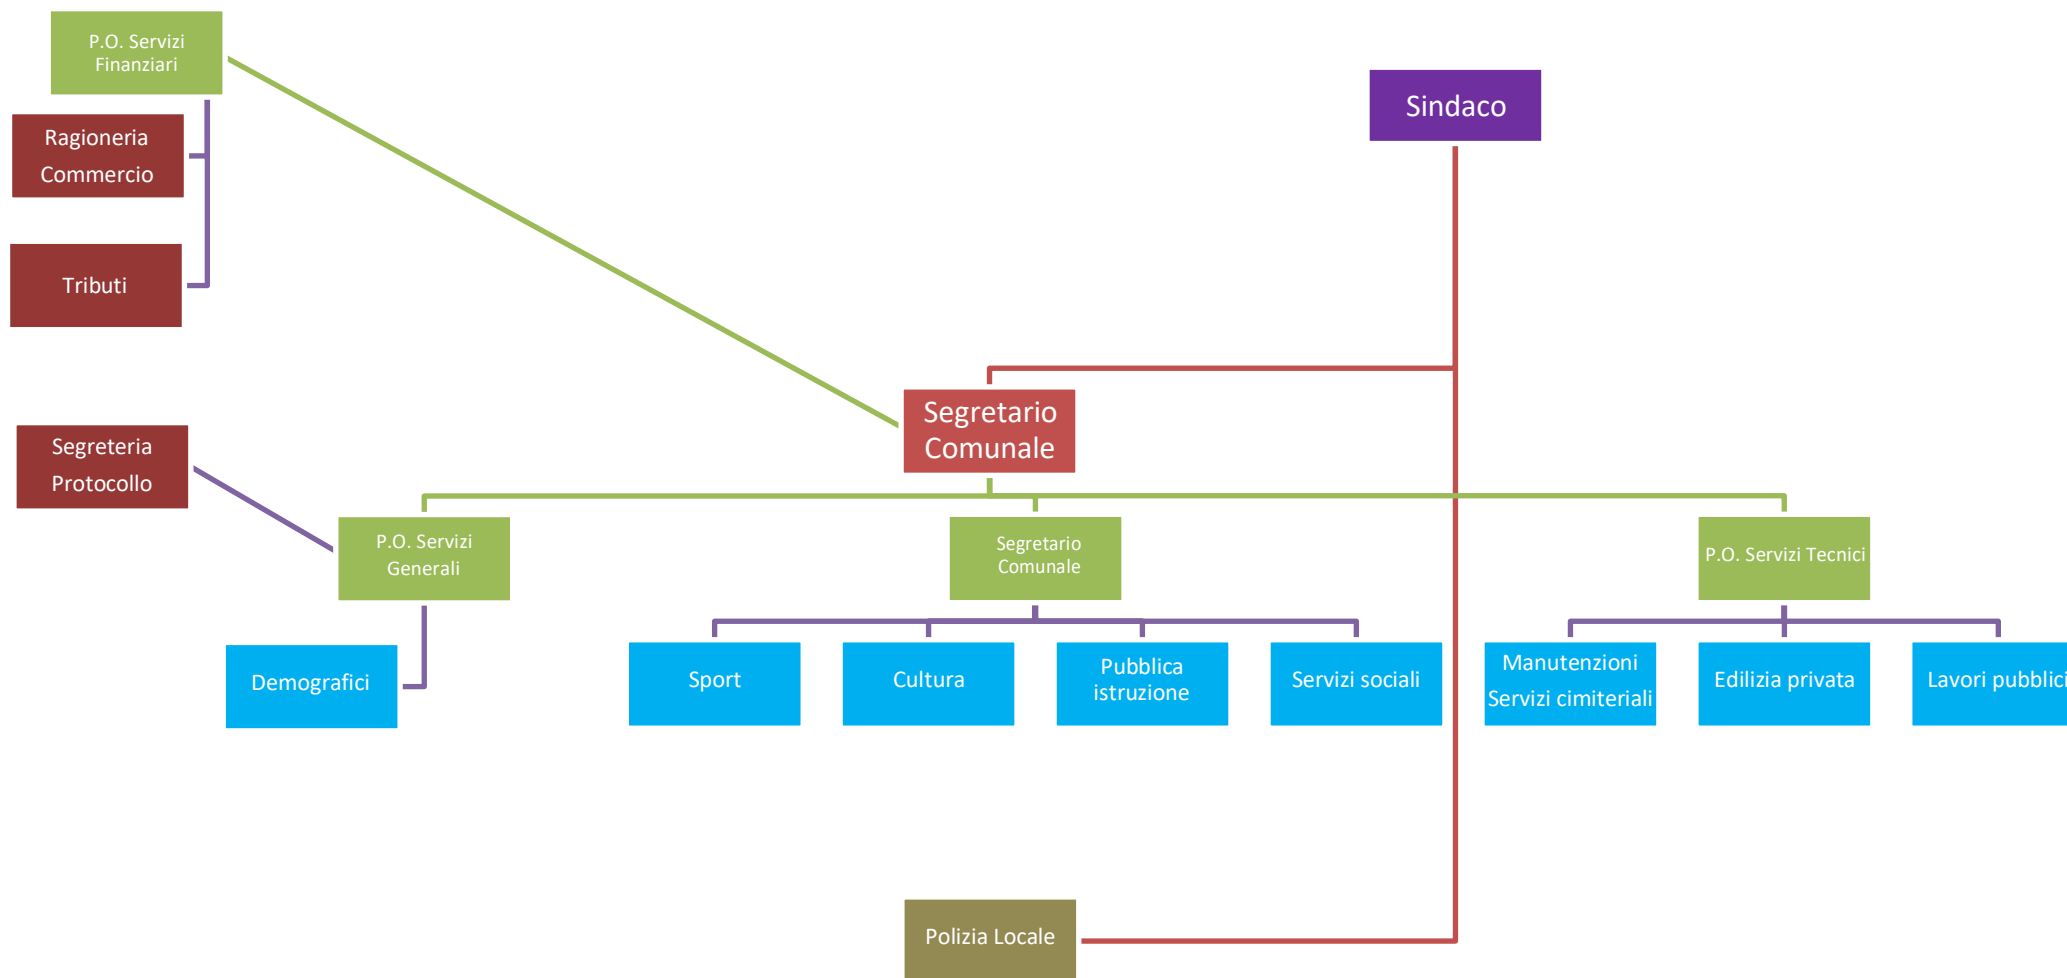 P.O. Servizi
Finanziari
Sindaco
Ragioneria
Commercio
Tributi
Segretario
Comunale
Segreteria
Protocollo
P.O. Servizi
Generali
Segretario
Comunale
P.O. Servizi Tecnici
Demografici
Sport
Cultura
Pubblica
istruzione
Servizi sociali
Manutenzioni
Servizi cimiteriali
Edilizia privata
Lavori pubblici
Polizia Locale